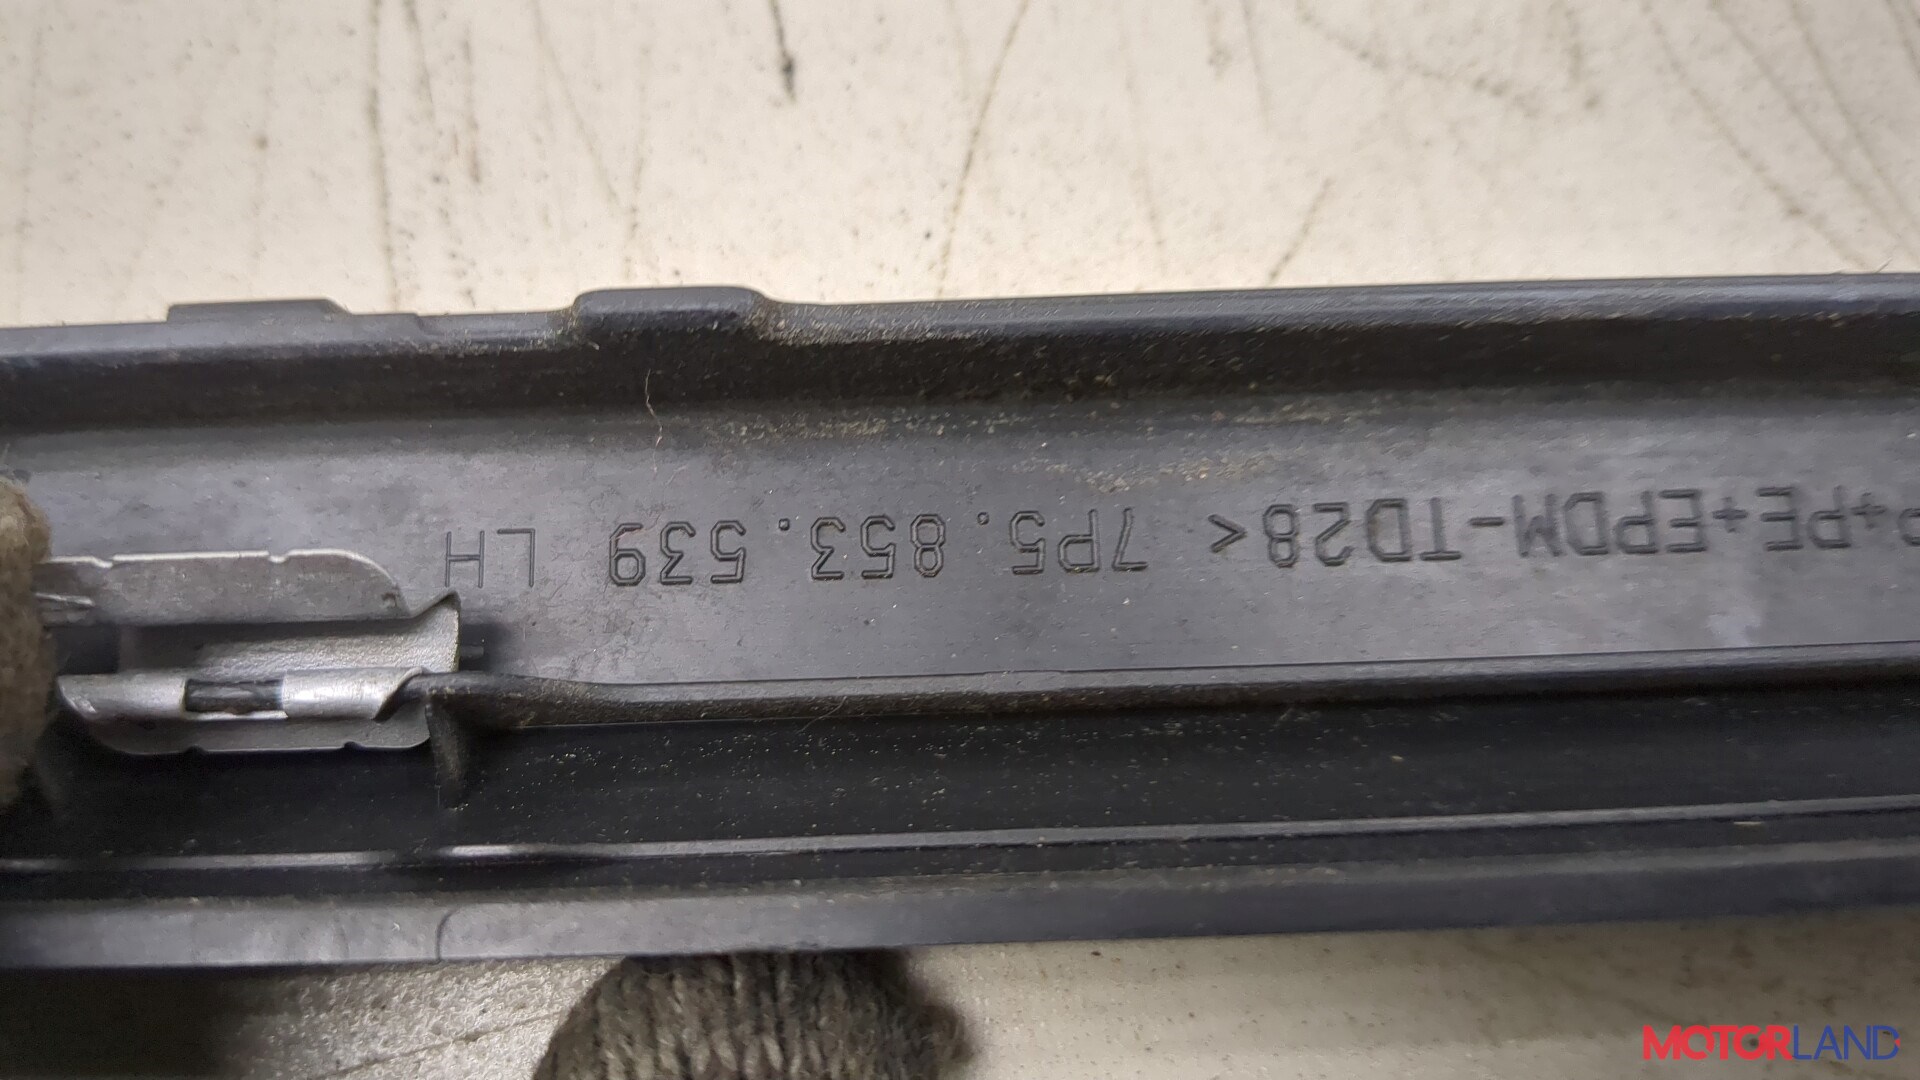 P+PE+EPDM-TD28< 7P5.853.539 LH
MOTORLAND